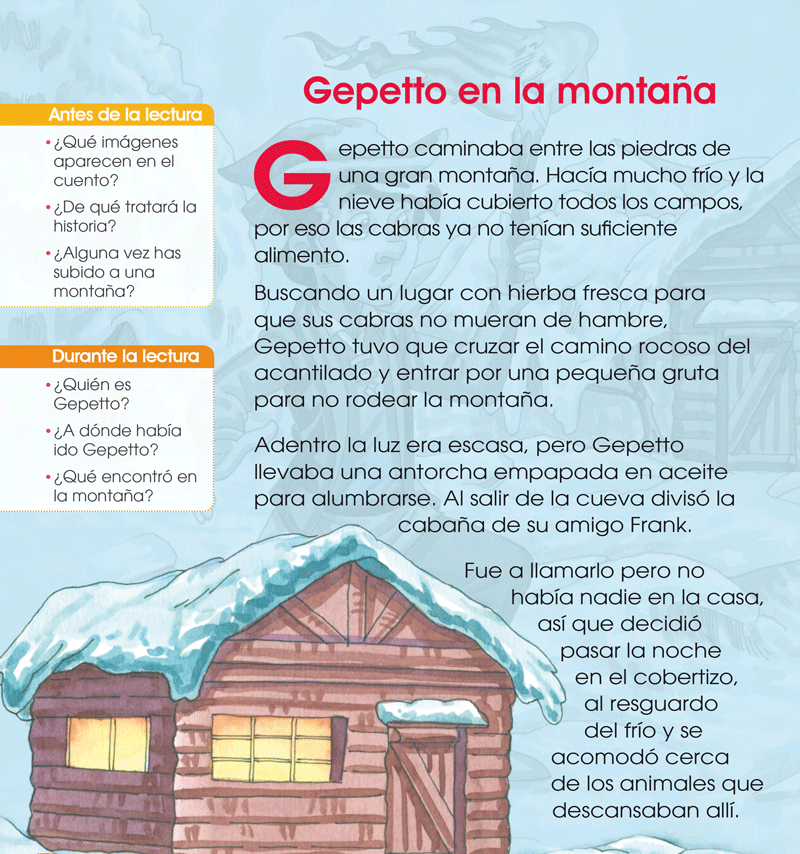 Gepetto en la montaña
Antes de la lectura
• ¿Qué imágenes
aparecen en el
cuento?
• ¿De qué tratará la
historia?
• ¿Alguna vez has
subido a una
montaña?
Durante la lectura
• ¿Quién es
Gepetto?
• ¿A dónde había
ido Gepetto?
• ¿Qué encontró en
la montaña?
Gepetto caminaba entre las piedras de
una gran montaña. Hacía mucho frío y la
nieve había cubierto todos los campos,
por eso las cabras ya no tenían suficiente
alimento.
Buscando un lugar con hierba fresca para
que sus cabras no mueran de hambre,
Gepetto tuvo que cruzar el camino rocoso del
acantilado y entrar por una pequeña gruta
para no rodear la montaña.
Adentro la luz era escasa, pero Gepetto
llevaba una antorcha empapada en aceite
para alumbrarse. Al salir de la cueva divisó la
cabaña de su amigo Frank.
Fue a llamarlo pero no
había nadie en la casa,
así que decidió
pasar la noche
en el cobertizo,
al resguardo
del frío y se
acomodó cerca
de los animales que
descansaban allí.